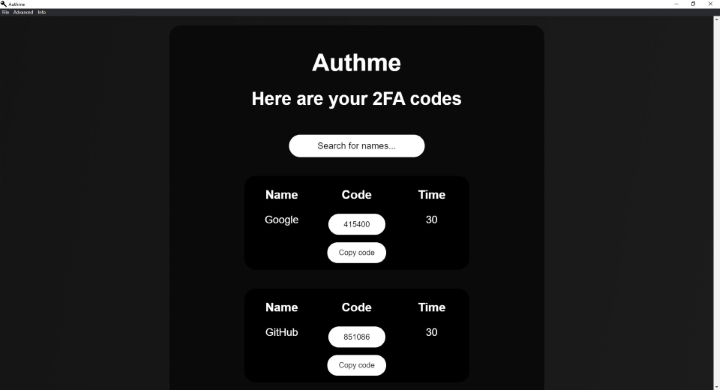 Authme
File Advanced Info
Authme
Here are your 2FA codes
Search for names...
Name Code Time
Google 415400 30
Copy code
Name Code Time
GitHub 851086 30
Copy code